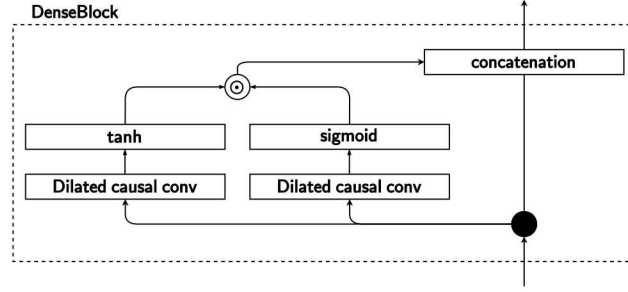 DenseBlock
concatenation
tanh
sigmoid
Dilated causal conv
Dilated causal conv